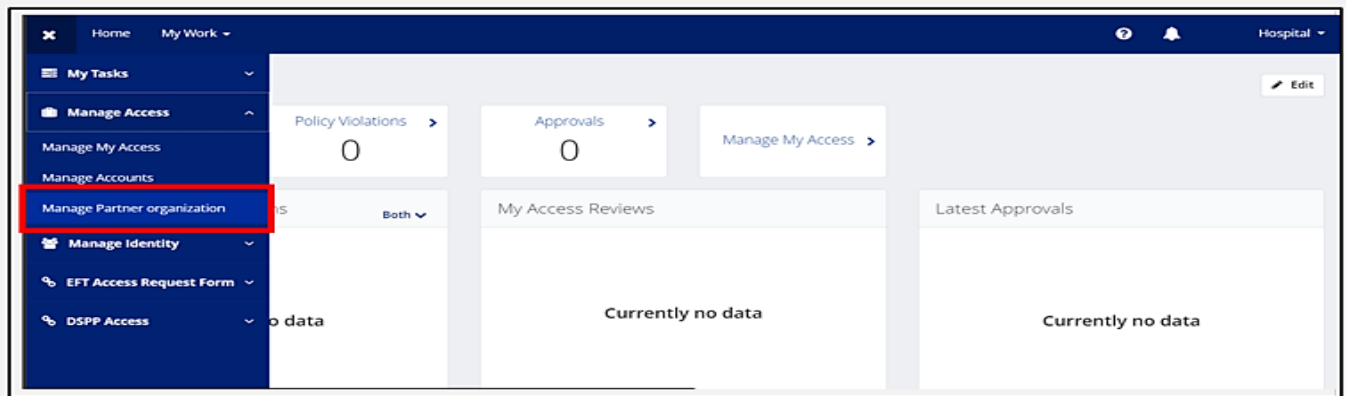 Home My Work
Hospital
My Tasks
Edit
Manage Access
Manage My Access
Manage Accounts
Manage Partner organization
Manage Identity
EFT Access Request Form
DSPP Access
Policy Violations
0
Approvals
0
Manage My Access
ns Both
o data
My Access Reviews
Currently no data
Latest Approvals
Currently no data